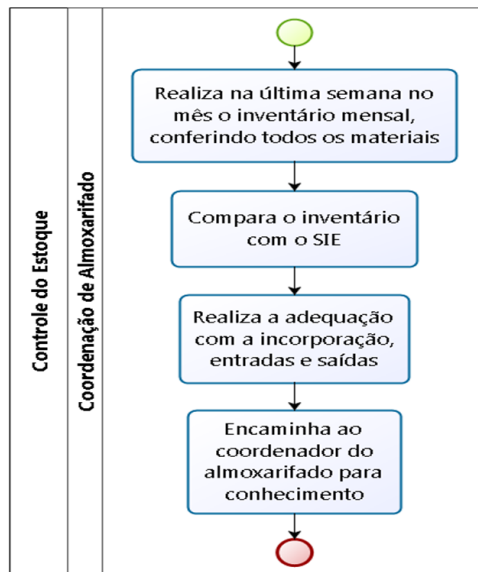 Controle do Estoque
Coordenação de Almoxarifado
Realiza na última semana no
mês o inventário mensal,
conferindo todos os materiais
Compara o inventário
com o SIE
Realiza a adequação
com a incorporação,
entradas e saídas
Encaminha ao
coordenador do
almoxarifado para
conhecimento